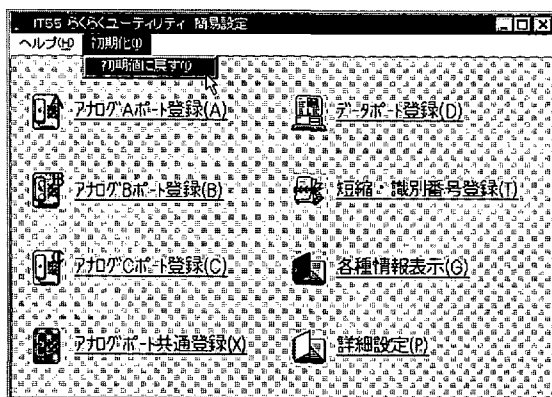 IT55 らくらくユーティリティ 簡易設定
ヘルプ(H) 初期化(I)
初期値に戻す(I)
アナログAポート登録(A)
データポート登録(D)
アナログBポート登録(B)
短縮・識別番号登録(T)
アナログCポート登録(C)
各種情報表示(G)
アナログポート共通登録(X)
詳細設定(P)